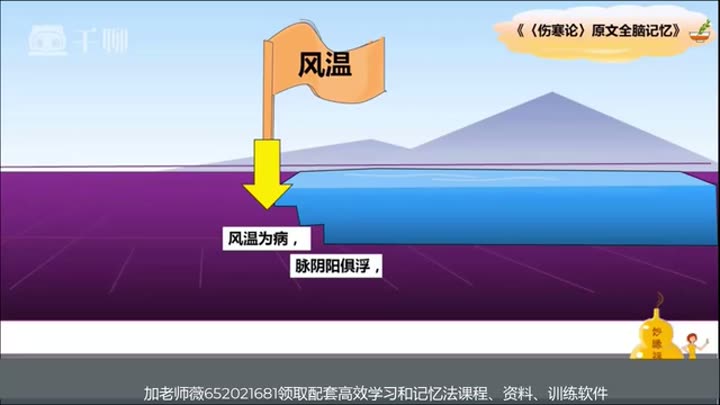 千聊
《〈伤寒论〉原文全脑记忆》
风温
风温为病，
脉阴阳俱浮，
加老师薇652021681领取配套高效学习和记忆法课程、资料、训练软件